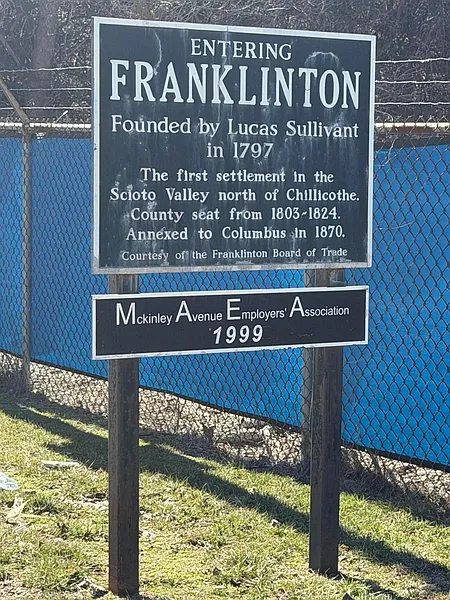 ENTERING
FRANKLINTON
Founded by Lucas Sullivant
in 1797
The first settlement in the
Scioto Valley north of Chillicothe.
County seat from 1803-1824.
Annexed to Columbus in 1870.
Courtesy of the Franklinton Board of Trade
Mckinley Avenue Employers' Association
1999